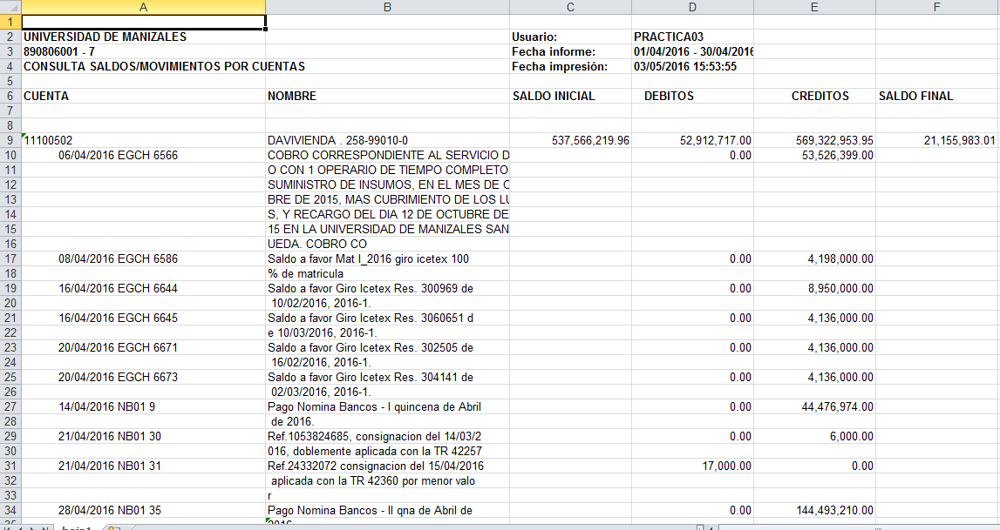 A B C D E F
1
2 UNIVERSIDAD DE MANIZALES Usuario: PRACTICA03
3 890806001 - 7 Fecha informe: 01/04/2016 - 30/04/2016
4 CONSULTA SALDOS/MOVIMIENTOS POR CUENTAS Fecha impresión: 03/05/2016 15:53:55
5
6 CUENTA NOMBRE SALDO INICIAL DEBITOS CREDITOS SALDO FINAL
7
8
9 11100502 DAVIVIENDA . 258-99010-0 537,566,219.96 52,912,717.00 569,322,953.95 21,155,983.01
10 06/04/2016 EGCH 6566 COBRO CORRESPONDIENTE AL SERVICIO D 0.00 53,526,399.00
11 O CON 1 OPERARIO DE TIEMPO COMPLETO
12 SUMINISTRO DE INSUMOS, EN EL MES DE O
13 BRE DE 2015, MAS CUBRIMIENTO DE LOS LU
14 S, Y RECARGO DEL DIA 12 DE OCTUBRE DE
15 15 EN LA UNIVERSIDAD DE MANIZALES SAN
16 UEDA. COBRO CO
17 08/04/2016 EGCH 6586 Saldo a favor Mat I_2016 giro icetex 100 0.00 4,198,000.00
18 % de matricula
19 16/04/2016 EGCH 6644 Saldo a favor Giro Icetex Res. 300969 de 0.00 8,950,000.00
20 10/02/2016, 2016-1.
21 16/04/2016 EGCH 6645 Saldo a favor Giro Icetex Res. 3060651 d 0.00 4,136,000.00
22 e 10/03/2016, 2016-1.
23 20/04/2016 EGCH 6671 Saldo a favor Giro Icetex Res. 302505 de 0.00 4,136,000.00
24 16/02/2016, 2016-1.
25 20/04/2016 EGCH 6673 Saldo a favor Giro Icetex Res. 304141 de 0.00 4,136,000.00
26 02/03/2016, 2016-1.
27 14/04/2016 NB01 9 Pago Nomina Bancos - I quincena de Abril 0.00 44,476,974.00
28 de 2016.
29 21/04/2016 NB01 30 Ref.1053824685, consignacion del 14/03/2 0.00 6,000.00
30 016, doblemente aplicada con la TR 42257
31 21/04/2016 NB01 31 Ref.24332072 consignacion del 15/04/2016 17,000.00 0.00
32 aplicada con la TR 42360 por menor valo
33 r
34 28/04/2016 NB01 35 Pago Nomina Bancos - II qna de Abril de 0.00 144,493,210.00